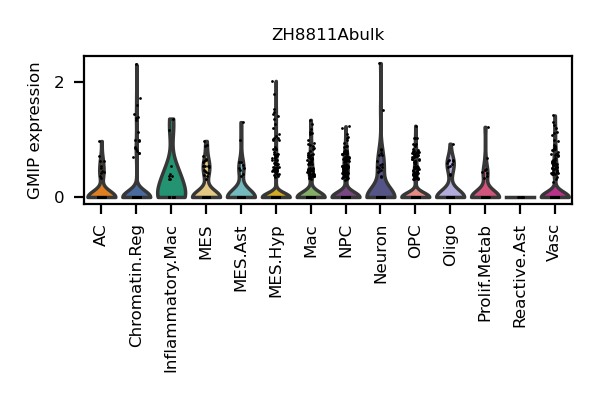 ZH8811Abulk
GMIP expression
2
0
AC
Chromatin.Reg
Inflammatory.Mac
MES
MES.Ast
MES.Hyp
Mac
NPC
Neuron
OPC
Oligo
Prolif.Metab
Reactive.Ast
Vasc